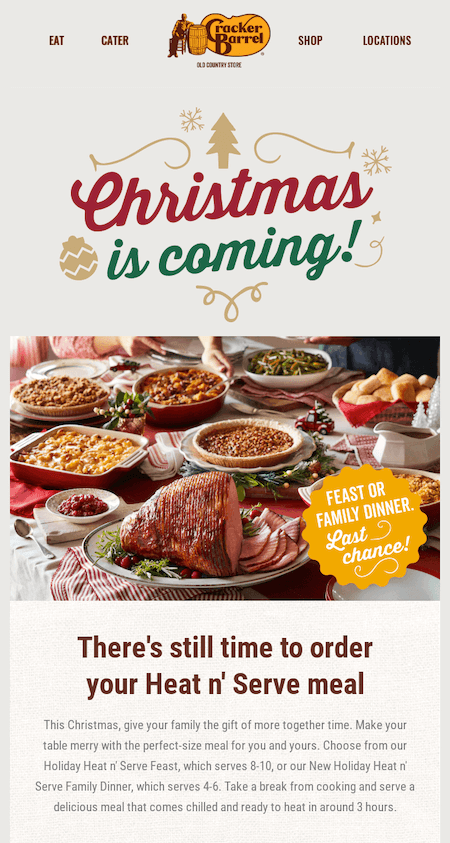 EAT
CATER
Cracker
Barrel
OLD COUNTRY STORE
SHOP
LOCATIONS
Christmas
is coming!
FEAST OR
FAMILY DINNER.
Last
chance!
There's still time to order
your Heat n' Serve meal
This Christmas, give your family the gift of more together time. Make your
table merry with the perfect-size meal for you and yours. Choose from our
Holiday Heat n' Serve Feast, which serves 8-10, or our New Holiday Heat n'
Serve Family Dinner, which serves 4-6. Take a break from cooking and serve a
delicious meal that comes chilled and ready to heat in around 3 hours.